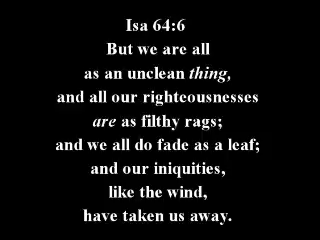 Isa 64:6
But we are all
as an unclean thing,
and all our righteousnesses
are as filthy rags;
and we all do fade as a leaf;
and our iniquities,
like the wind,
have taken us away.